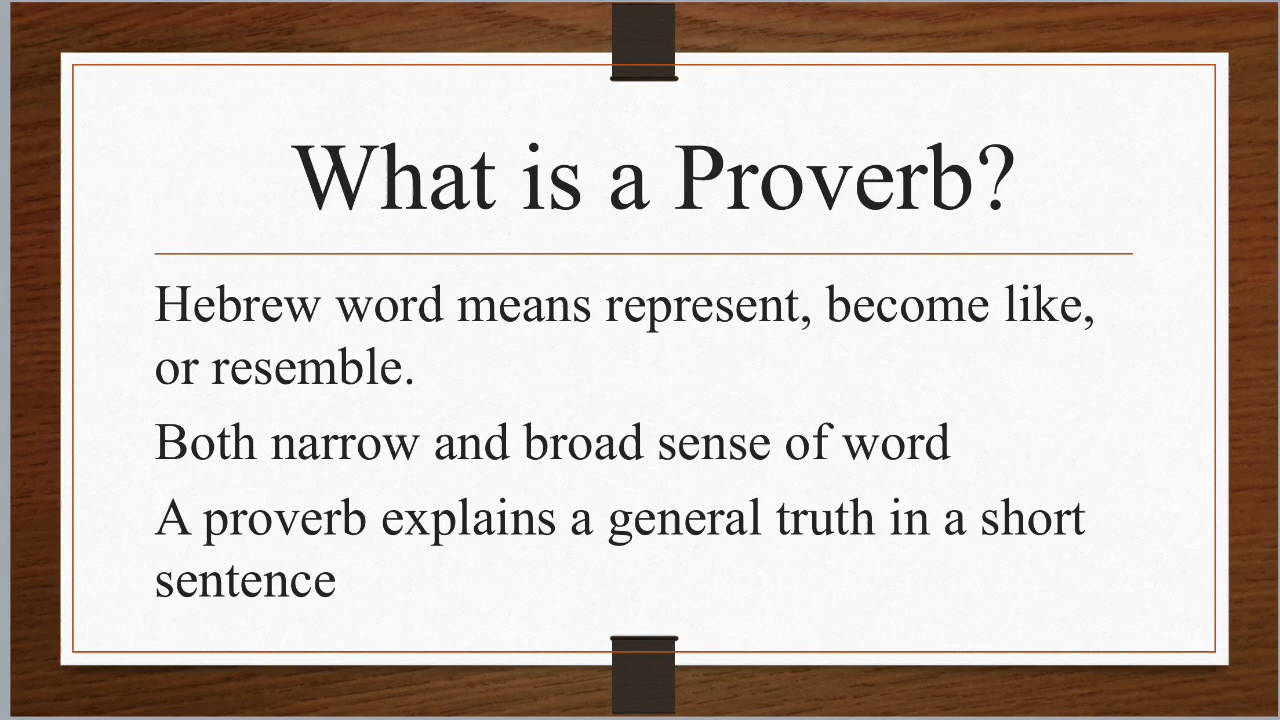 What is a Proverb?
Hebrew word means represent, become like,
or resemble.
Both narrow and broad sense of word
A proverb explains a general truth in a short
sentence